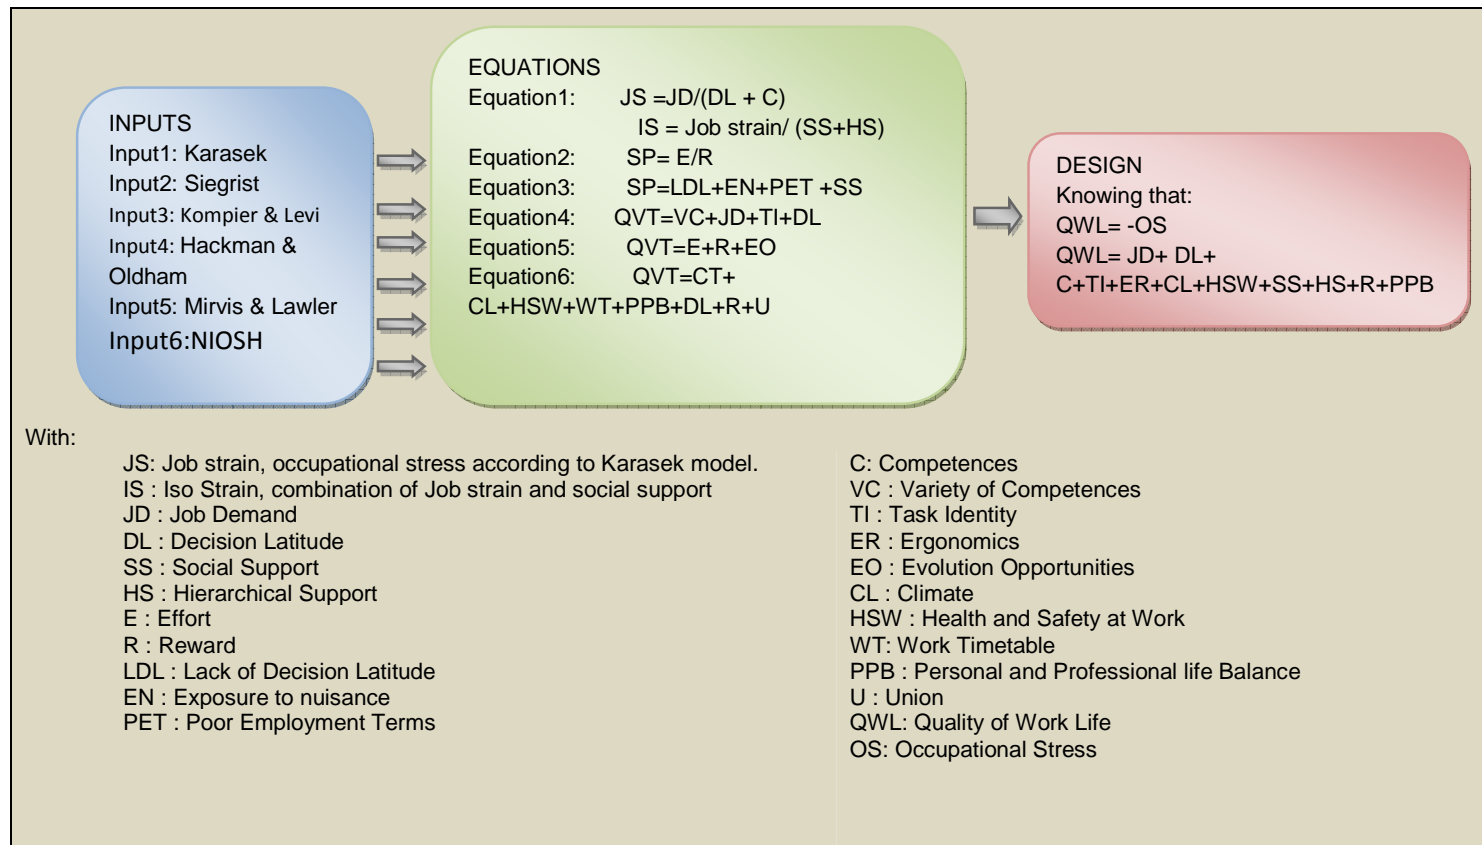 INPUTS
Input1: Karasek
Input2: Siegrist
Input3: Kompier & Levi
Input4: Hackman &
Oldham
Input5: Mirvis & Lawler
Input6:NIOSH
EQUATIONS
Equation1: JS =JD/(DL + C)
IS = Job strain/ (SS+HS)
Equation2: SP= E/R
Equation3: SP=LDL+EN+PET +SS
Equation4: QVT=VC+JD+TI+DL
Equation5: QVT=E+R+EO
Equation6: QVT=CT+
CL+HSW+WT+PPB+DL+R+U
DESIGN
Knowing that:
QWL= -OS
QWL= JD+ DL+
C+TI+ER+CL+HSW+SS+HS+R+PPB
With:
JS: Job strain, occupational stress according to Karasek model.
IS : Iso Strain, combination of Job strain and social support
JD : Job Demand
DL : Decision Latitude
SS : Social Support
HS : Hierarchical Support
E : Effort
R : Reward
LDL : Lack of Decision Latitude
EN : Exposure to nuisance
PET : Poor Employment Terms
C: Competences
VC : Variety of Competences
TI : Task Identity
ER : Ergonomics
EO : Evolution Opportunities
CL : Climate
HSW : Health and Safety at Work
WT: Work Timetable
PPB : Personal and Professional life Balance
U : Union
QWL: Quality of Work Life
OS: Occupational Stress